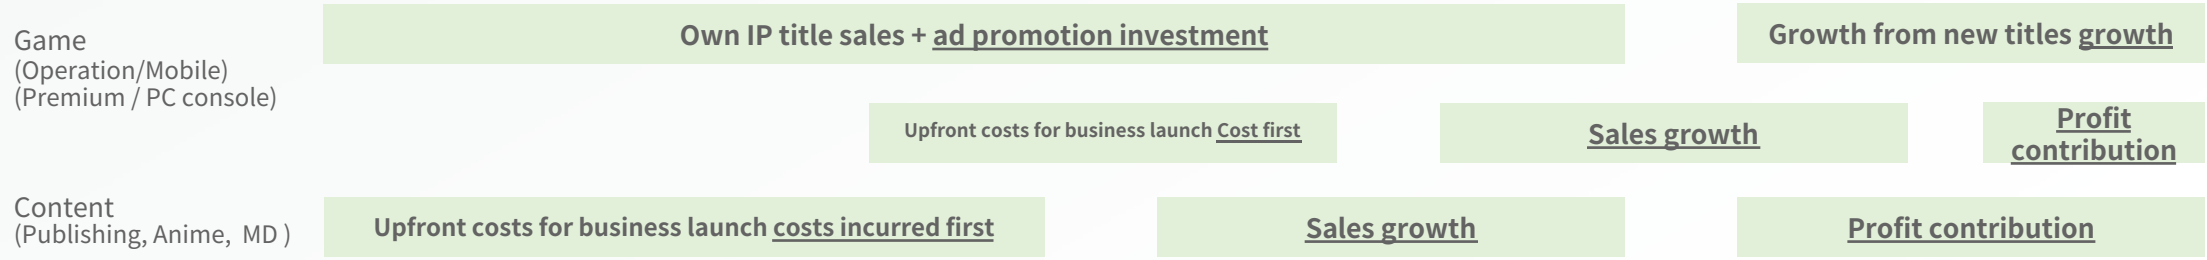 Game
(Operation/Mobile)
(Premium / PC console)
Own IP title sales + ad promotion investment
Growth from new titles growth
Upfront costs for business launch Cost first
Sales growth
Profit
contribution
Content
(Publishing, Anime, MD )
Upfront costs for business launch costs incurred first
Sales growth
Profit contribution